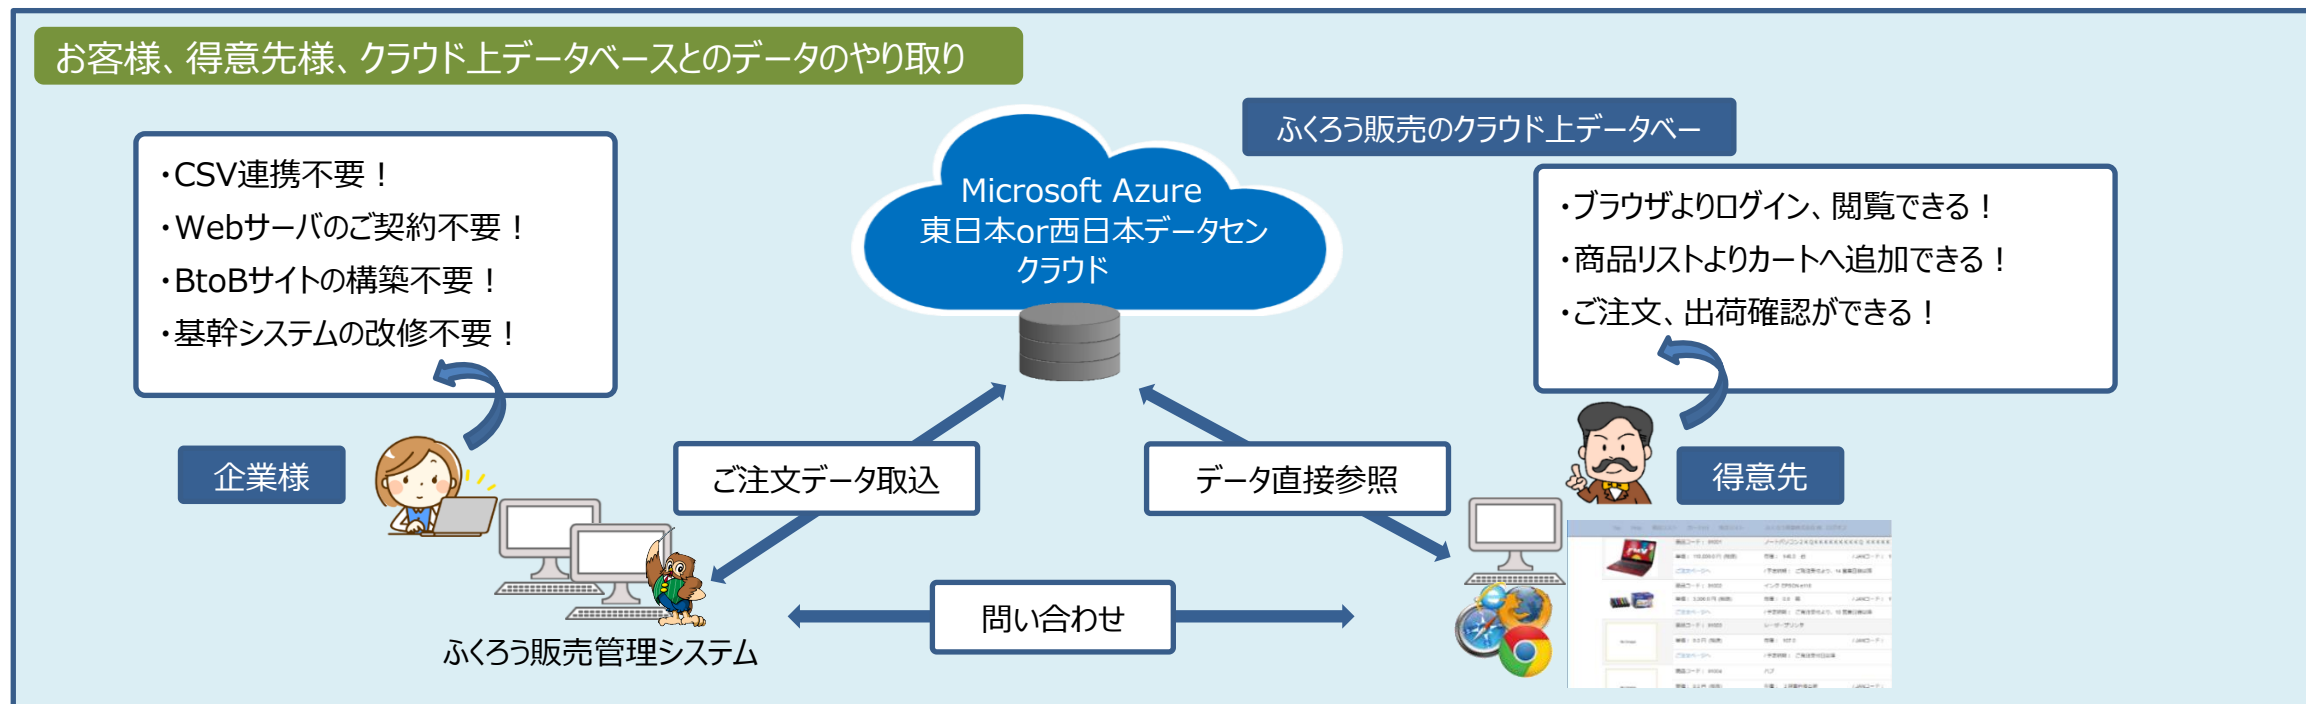 お客様、得意先様、クラウド上データベースとのデータのやり取り
ふくろう販売のクラウド上データベー
・CSV連携不要！
・Webサーバのご契約不要！
・BtoBサイトの構築不要！
・基幹システムの改修不要！
Microsoft Azure
東日本or西日本データセン
クラウド
・ブラウザよりログイン、閲覧できる！
・商品リストよりカートへ追加できる！
・ご注文、出荷確認ができる！
企業様
ご注文データ取込
データ直接参照
得意先
問い合わせ
ふくろう販売管理システム